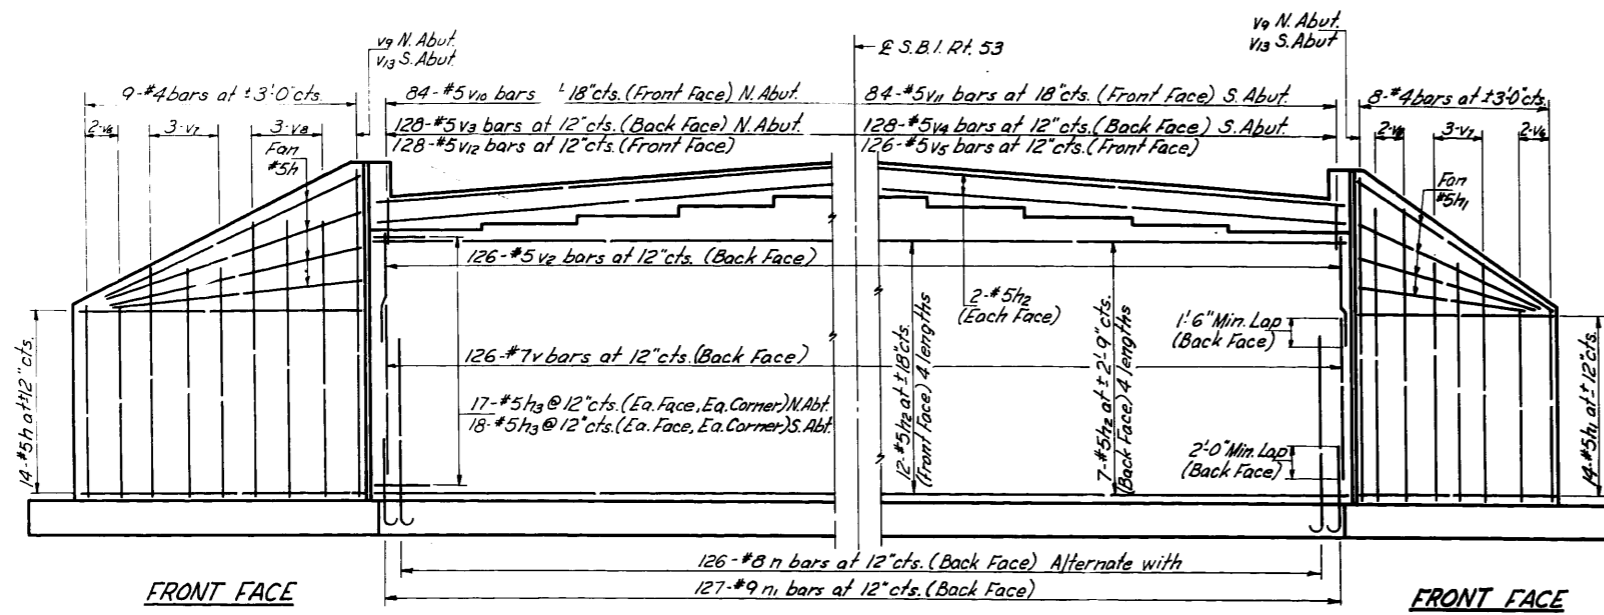 v9 N. Abut.
v13 S. Abut
℄ S.B.I. Rt. 53
v9 N. Abut.
v13 S. Abut
9-#4 bars at ±3'-0" cts.
84-#5 v10 bars 18" cts. (Front Face) N. Abut.
84-#5 v11 bars at 18" cts. (Front Face) S. Abut.
8-#4 bars at ±3'-0" cts.
2-v6
3-v7
3-v8
128-#5 v3 bars at 12" cts. (Back Face) N. Abut.
128-#5 v4 bars at 12" cts. (Back Face) S. Abut.
3-v7
2-v6
128-#5 v12 bars at 12" cts. (Front Face)
126-#5 v5 bars at 12" cts. (Front Face)
Fan
#5h
Fan
#5h1
126-#5 v2 bars at 12" cts. (Back Face)
2-#5h2
(Each Face)
1'-6" Min. Lap
(Back Face)
126-#7v bars at 12" cts. (Back Face)
17-#5h3 @ 12" cts. (Ea. Face, Ea. Corner) N. Abt.
18-#5h3 @ 12" cts. (Ea. Face, Ea. Corner) S. Abt.
14-#5h at ±12" cts.
12-#5h2 at ±18" cts.
(Front Face) 4 lengths
7-#5h2 at ±2'-9" cts.
(Back Face) 4 lengths
2'-0" Min. Lap
(Back Face)
14-#5h1 at ±12" cts.
126-#8 n bars at 12" cts. (Back Face) Alternate with
127-#9 n1 bars at 12" cts. (Back Face)
FRONT FACE
FRONT FACE